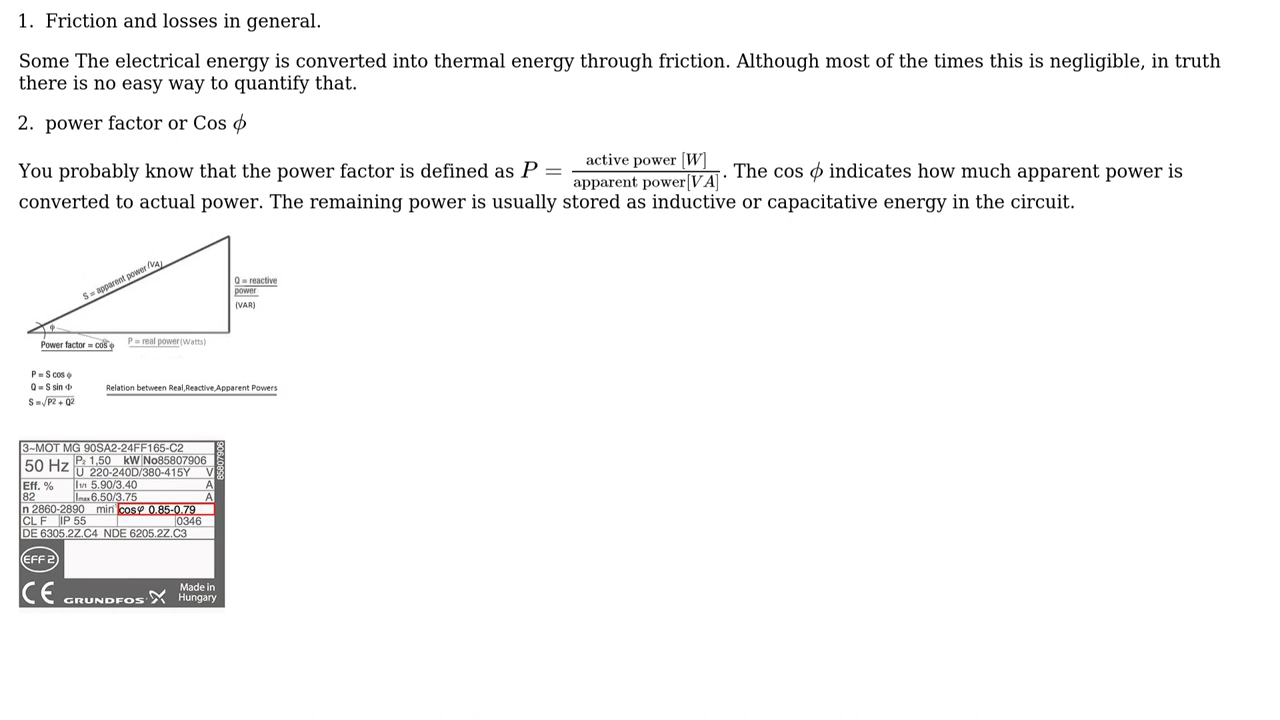 1. Friction and losses in general.
Some The electrical energy is converted into thermal energy through friction. Although most of the times this is negligible, in truth
there is no easy way to quantify that.
2. power factor or Cos ϕ
You probably know that the power factor is defined as P = active power [W] / apparent power[VA]. The cos ϕ indicates how much apparent power is
converted to actual power. The remaining power is usually stored as inductive or capacitative energy in the circuit.
S = apparent power (VA)
Q = reactive
power
(VAR)
φ
Power factor = cos φ
P = real power (Watts)
P = S cos φ
Q = S sin Φ
Relation between Real,Reactive,Apparent Powers
S = √P2 + Q2
3~MOT MG 90SA2-24FF165-C2
50 Hz
P2 1,50 kW No85807906
U 220-240D/380-415Y V
85807906
Eff. % I1/1 5.90/3.40 A
82 Imax 6.50/3.75 A
n 2860-2890 min cosφ 0.85-0.79
CL F IP 55 0346
DE 6305.2Z.C4 NDE 6205.2Z.C3
EFF 2
CE GRUNDFOS Made in
Hungary